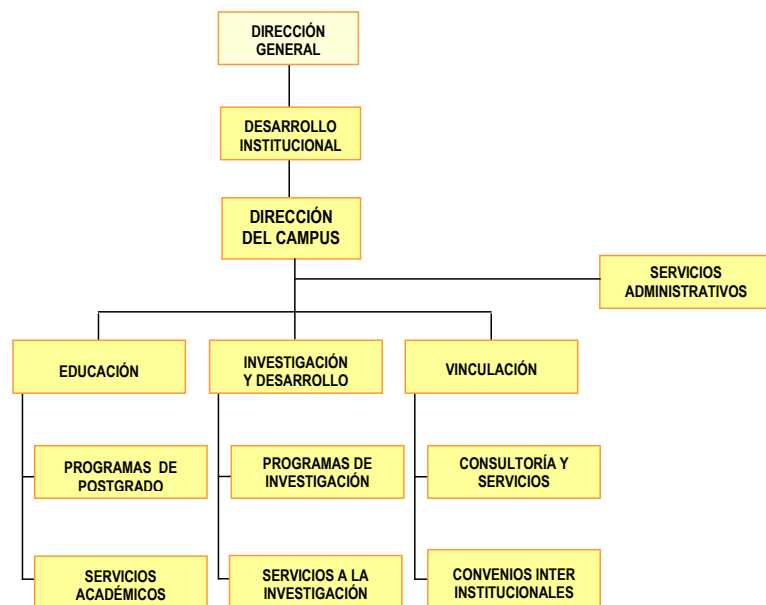 DIRECCIÓN
GENERAL
DESARROLLO
INSTITUCIONAL
DIRECCIÓN
DEL CAMPUS
SERVICIOS
ADMINISTRATIVOS
EDUCACIÓN
INVESTIGACIÓN
Y DESARROLLO
VINCULACIÓN
PROGRAMAS DE
POSTGRADO
PROGRAMAS DE
INVESTIGACIÓN
CONSULTORÍA Y
SERVICIOS
SERVICIOS
ACADÉMICOS
SERVICIOS A LA
INVESTIGACIÓN
CONVENIOS INTER
INSTITUCIONALES